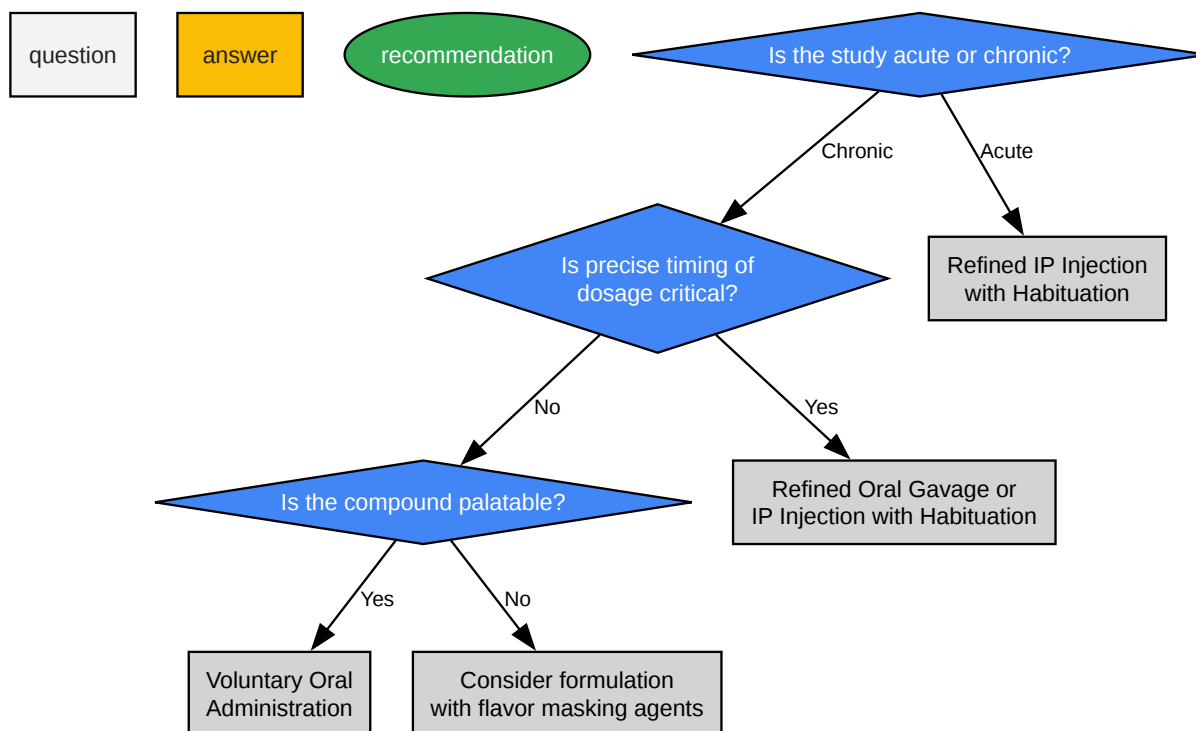 question
answer
recommendation
Is the study acute or chronic?
Chronic
Acute
Is precise timing of
dosage critical?
Refined IP Injection
with Habituation
No
Yes
Is the compound palatable?
Refined Oral Gavage or
IP Injection with Habituation
Yes
No
Voluntary Oral
Administration
Consider formulation
with flavor masking agents